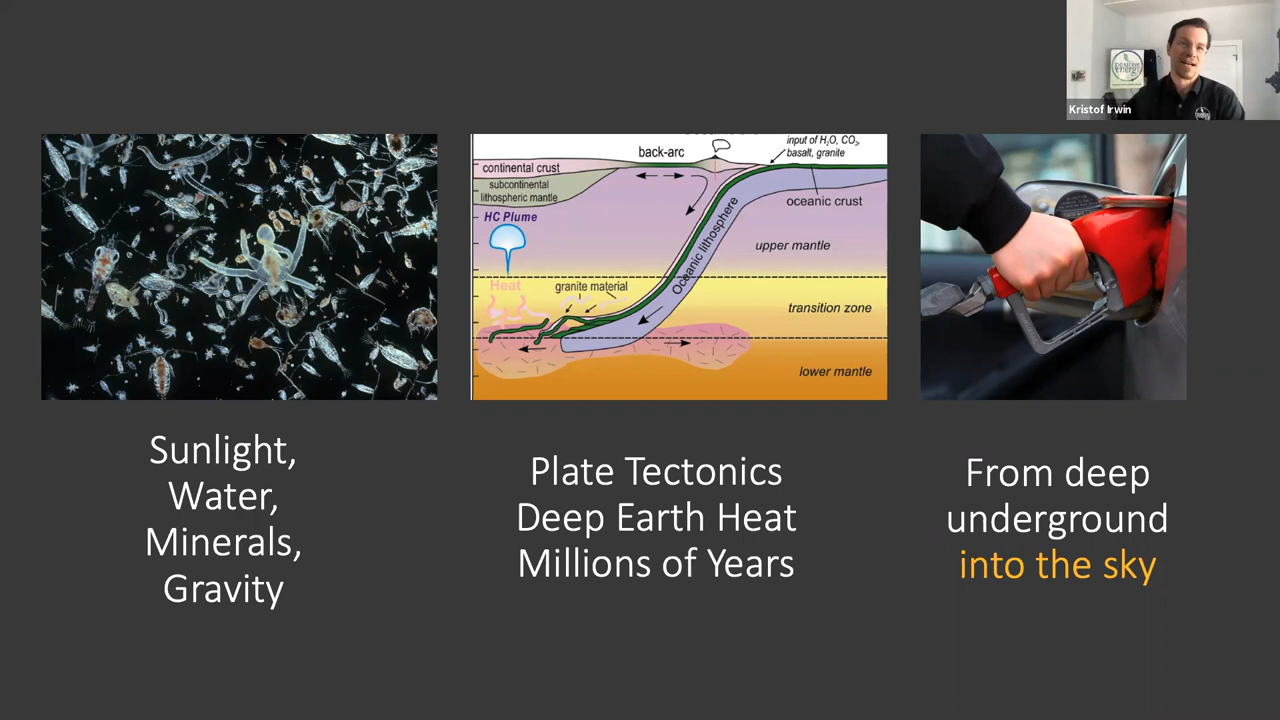 Kristof Irwin
positive
energy
back-arc
input of H₂O, CO₂,
basalt, granite
continental crust
subcontinental
lithospheric mantle
HC Plume
oceanic crust
Oceanic lithosphere
upper mantle
Heat
granite material
transition zone
lower mantle
Sunlight,
Water,
Minerals,
Gravity
Plate Tectonics
Deep Earth Heat
Millions of Years
From deep
underground
into the sky